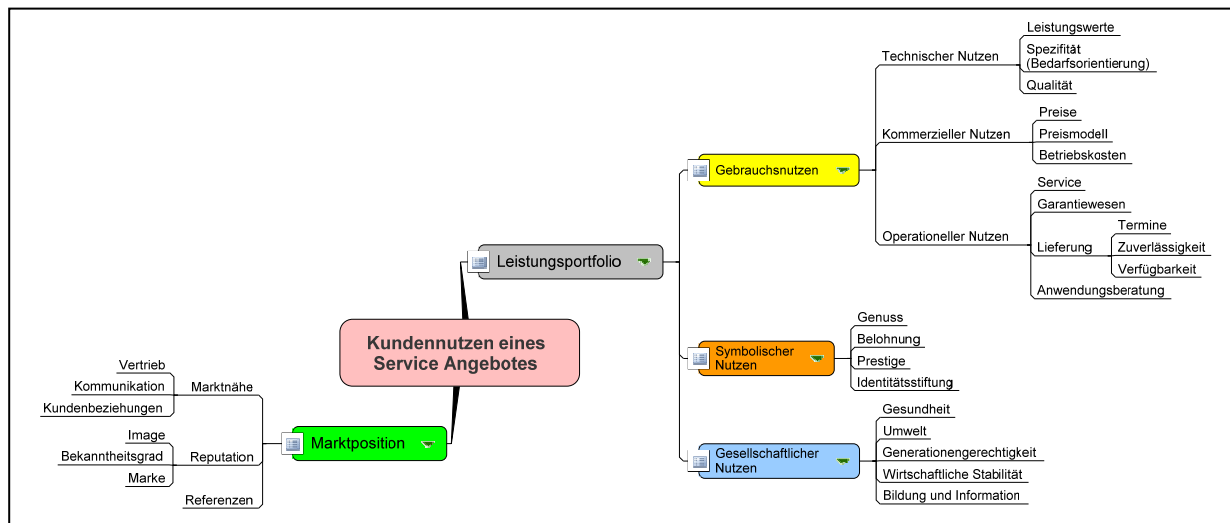 Kundennutzen eines
Service Angebotes
Leistungsportfolio
Gebrauchsnutzen
Technischer Nutzen
Leistungswerte
Spezifität
(Bedarfsorientierung)
Qualität
Kommerzieller Nutzen
Preise
Preismodell
Betriebskosten
Operationeller Nutzen
Service
Garantiewesen
Lieferung
Termine
Zuverlässigkeit
Verfügbarkeit
Anwendungsberatung
Symbolischer
Nutzen
Genuss
Belohnung
Prestige
Identitätsstiftung
Gesellschaftlicher
Nutzen
Gesundheit
Umwelt
Generationengerechtigkeit
Wirtschaftliche Stabilität
Bildung und Information
Marktposition
Marktnähe
Vertrieb
Kommunikation
Kundenbeziehungen
Reputation
Image
Bekanntheitsgrad
Marke
Referenzen